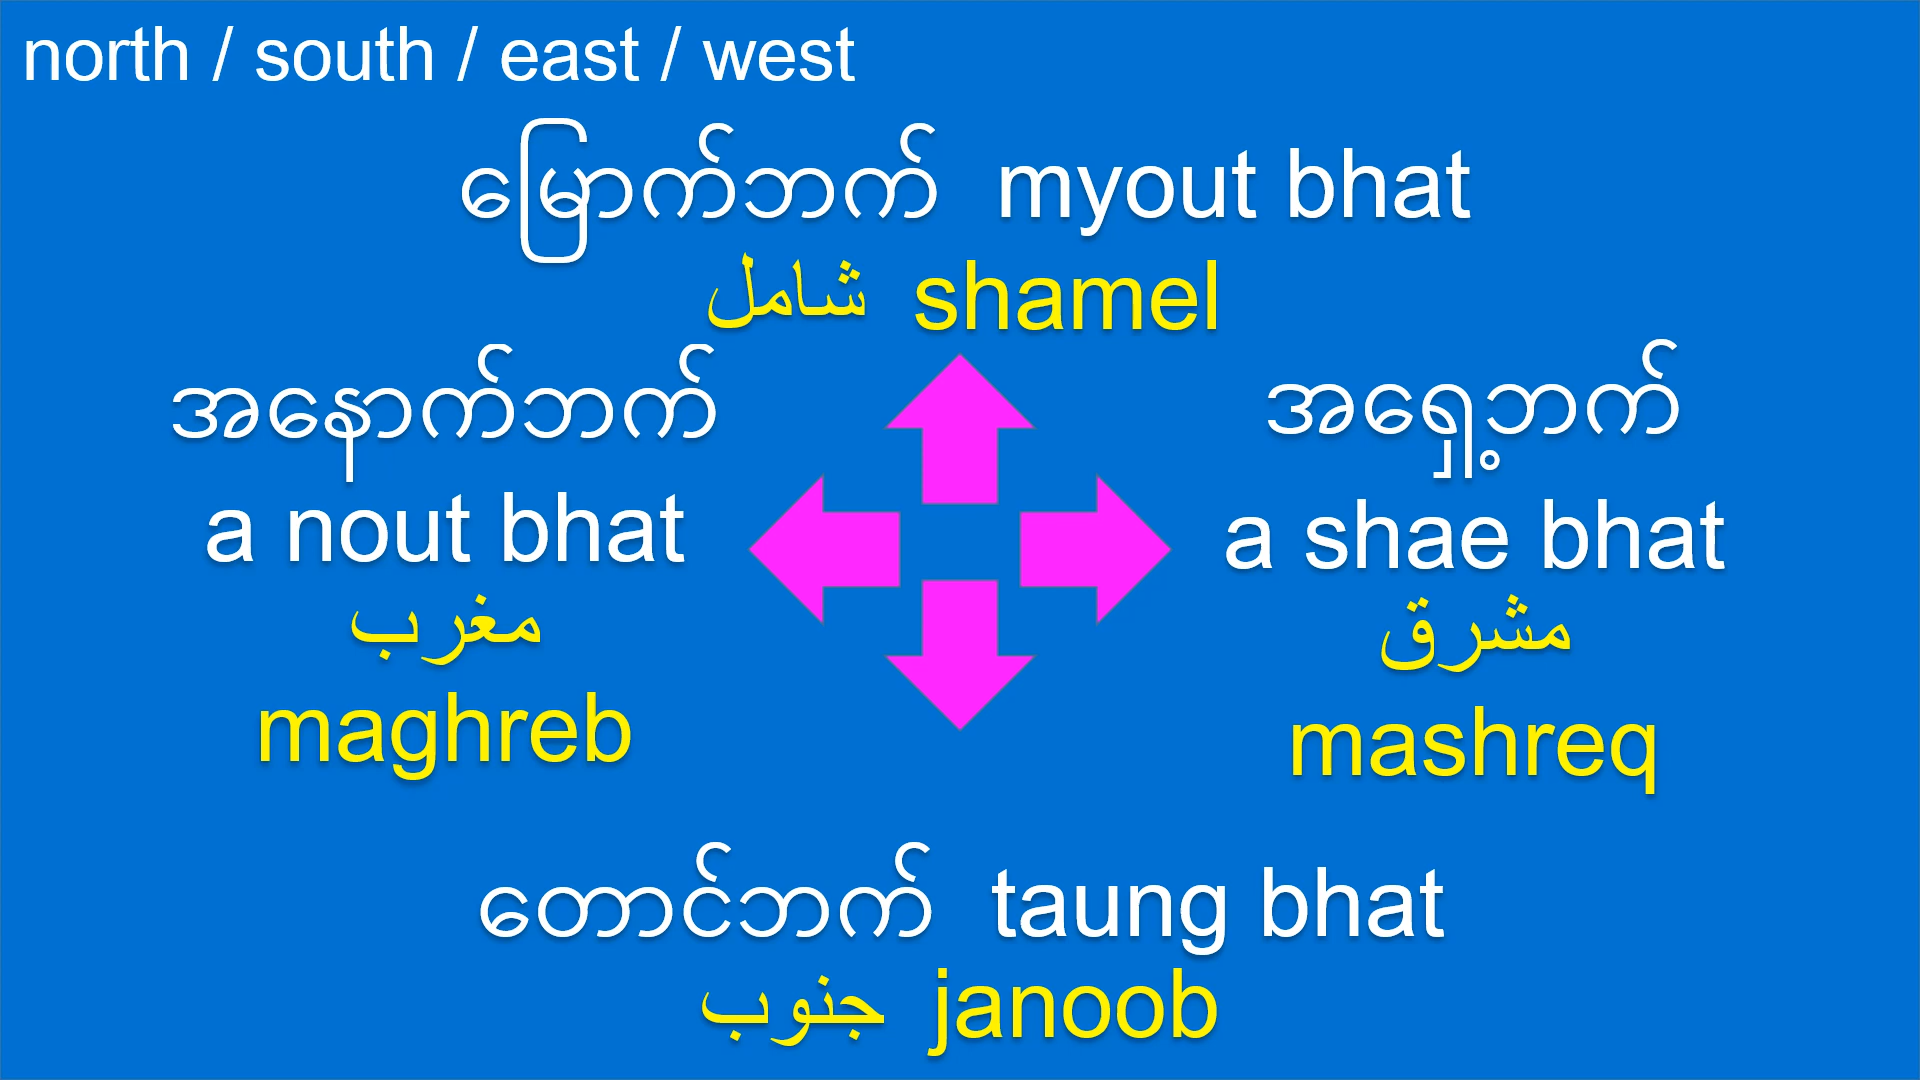 north / south / east / west
မြောက်ဘက် myout bhat
شامل shamel
အနောက်ဘက်
a nout bhat
مغرب
maghreb
အရှေ့ဘက်
a shae bhat
مشرق
mashreq
တောင်ဘက် taung bhat
جنوب janoob